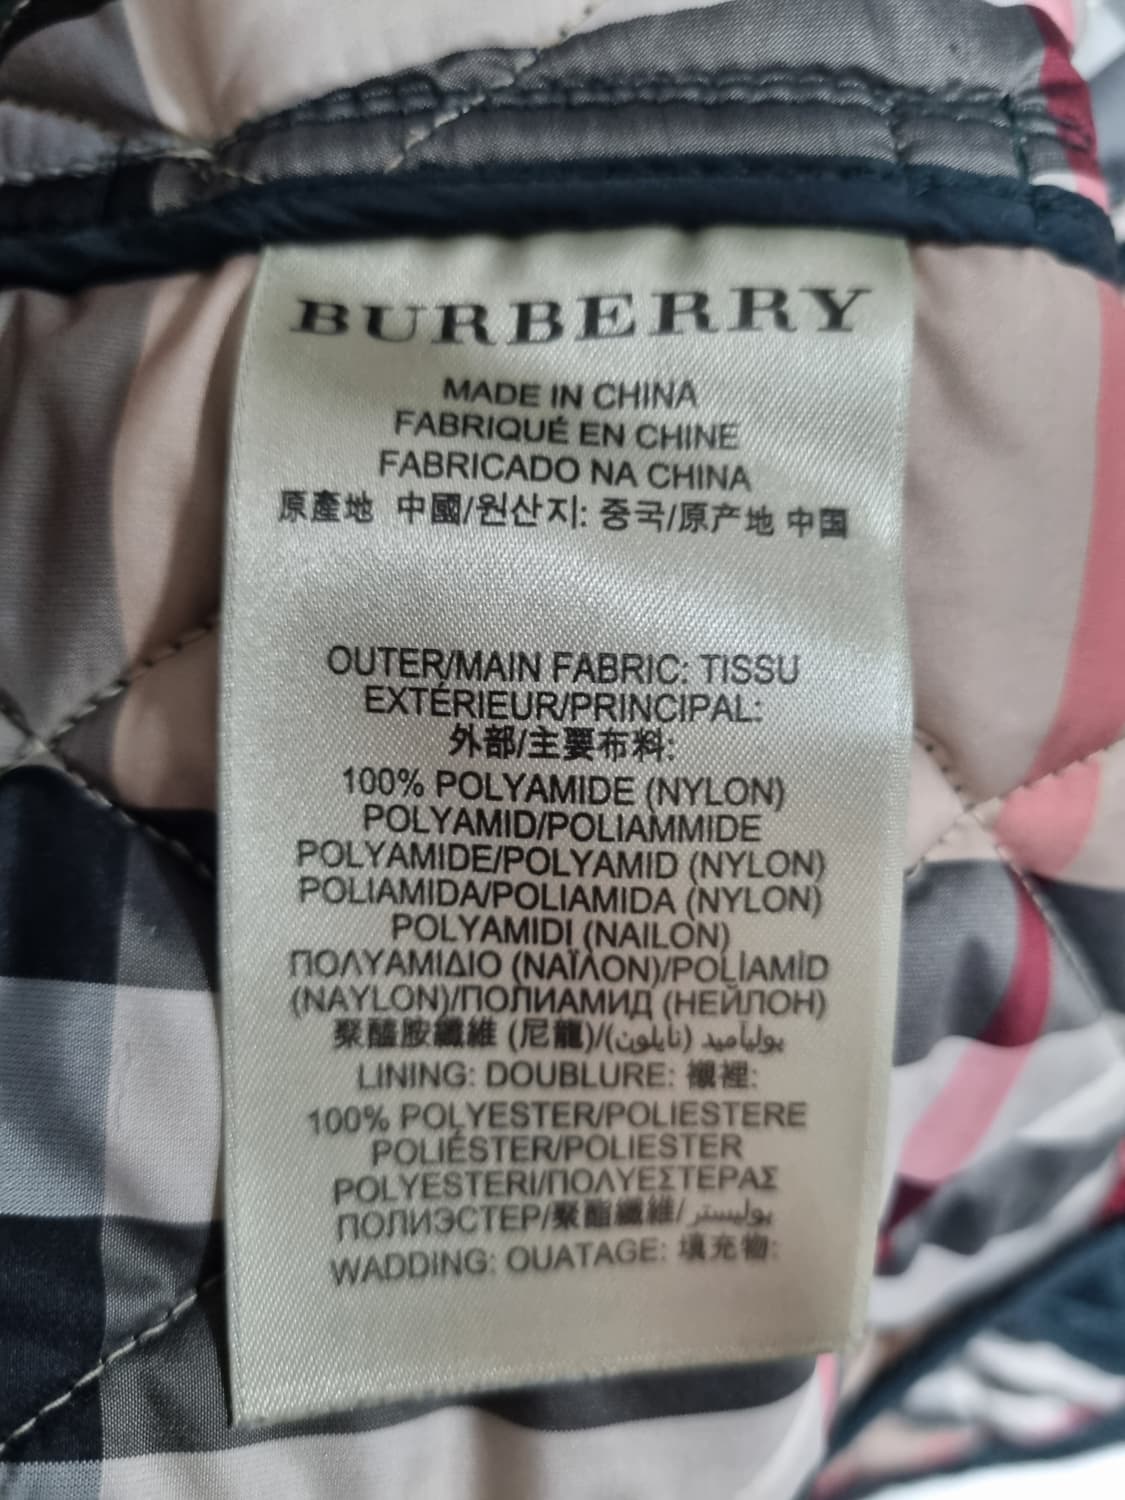 BURBERRY
MADE IN CHINA
FABRIQUÉ EN CHINE
FABRICADO NA CHINA
原產地 中國/원산지: 중국/原产地 中国
OUTER/MAIN FABRIC: TISSU
EXTÉRIEUR/PRINCIPAL:
外部/主要布料:
100% POLYAMIDE (NYLON)
POLYAMID/POLIAMMIDE
POLYAMIDE/POLYAMID (NYLON)
POLIAMIDA/POLIAMIDA (NYLON)
POLYAMIDI (NAILON)
ΠΟΛΥΑΜΙΔΙΟ (ΝΑΪΛΟΝ)/POLİAMİD
(NAYLON)/ПОЛИАМИД (НЕЙЛОН)
聚醯胺纖維 (尼龍)/بولياميد (نايلون)
LINING: DOUBLURE: 襯裡:
100% POLYESTER/POLIESTERE
POLIÉSTER/POLIESTER
POLYESTERI/ΠΟΛΥΕΣΤΕΡΑΣ
ПОЛИЭСТЕР/聚酯纖維/بوليستر
WADDING: OUATAGE: 填充物: